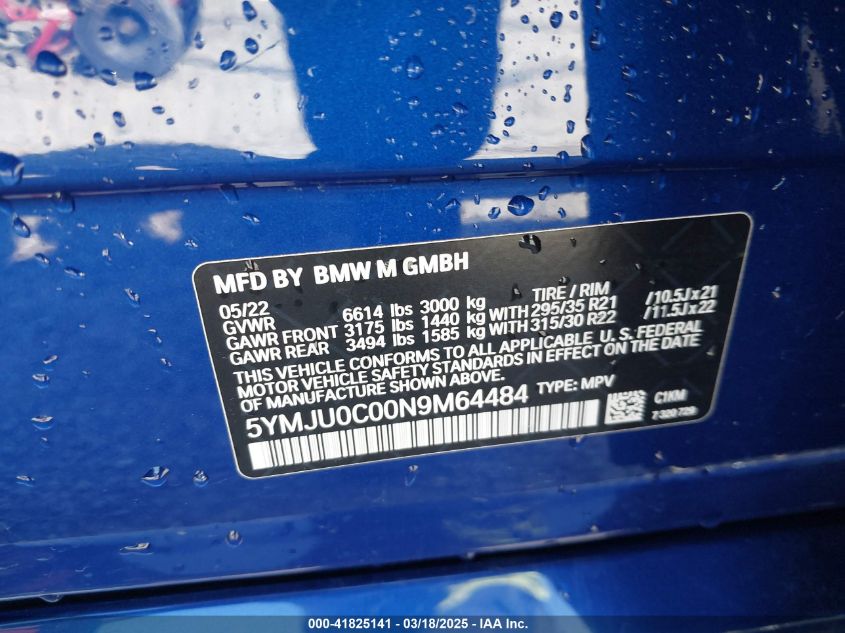 MFD BY BMW M GMBH
05/22 TIRE / RIM
GVWR 6614 lbs 3000 kg
GAWR FRONT 3175 lbs 1440 kg WITH 295/35 R21 /10.5Jx21
GAWR REAR 3494 lbs 1585 kg WITH 315/30 R22 /11.5Jx22
THIS VEHICLE CONFORMS TO ALL APPLICABLE U. S. FEDERAL
MOTOR VEHICLE SAFETY STANDARDS IN EFFECT ON THE DATE
OF MANUFACTURE SHOWN ABOVE.
5YMJU0C00N9M64484 TYPE: MPV
C1KM
7 320 729
000-41825141 — 03/18/2025 - IAA Inc.